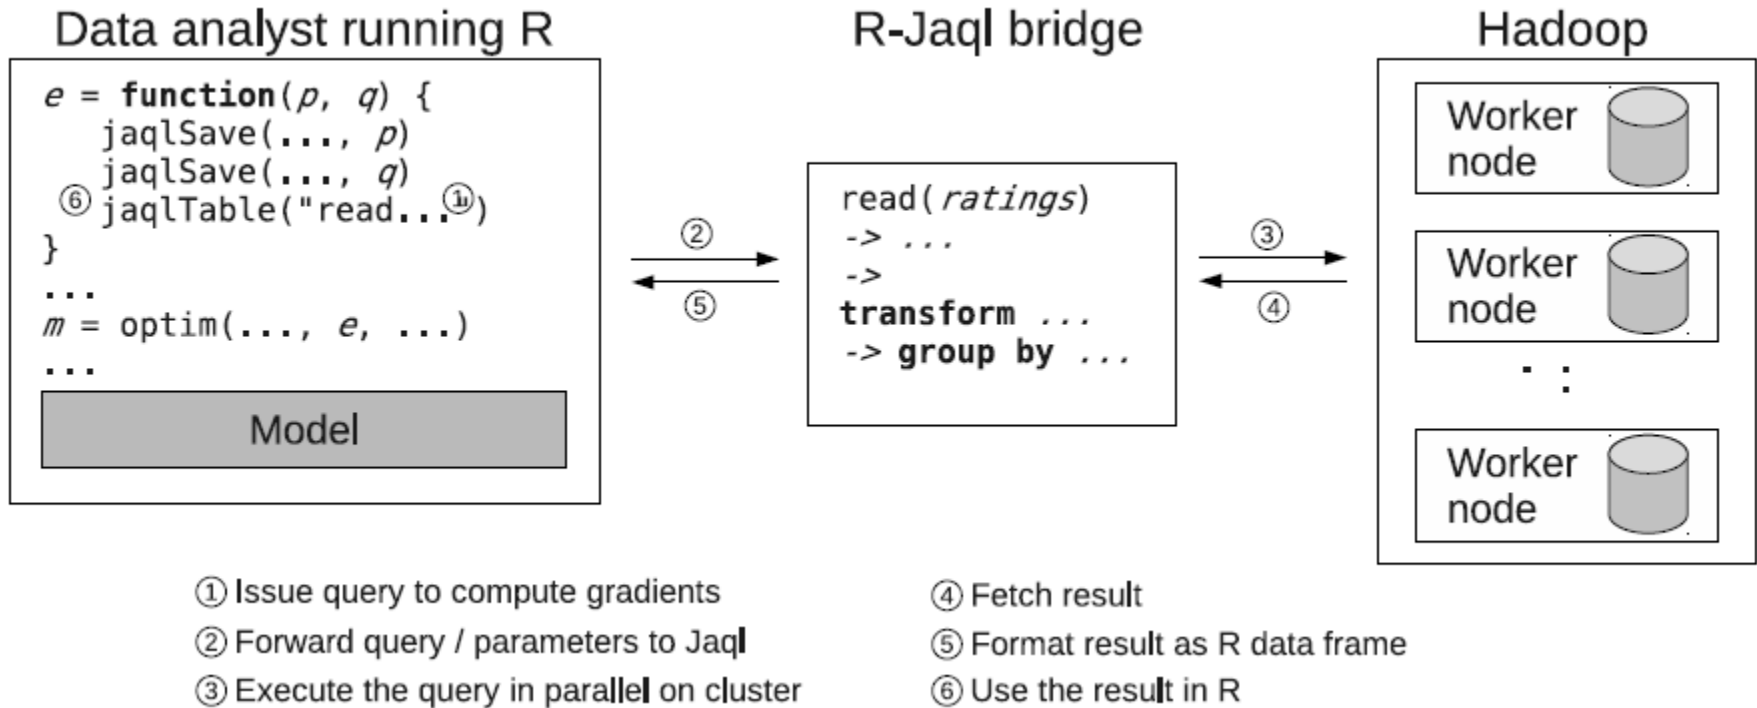 Data analyst running R
e = function(p, q) {
jaqlSave(..., p)
jaqlSave(..., q)
⑥ jaqlTable("read...①")
}
...
m = optim(..., e, ...)
...
Model
②
⑤
R-Jaql bridge
read(ratings)
-> ...
->
transform ...
-> group by ...
③
④
Hadoop
Worker
node
Worker
node
Worker
node
① Issue query to compute gradients
② Forward query / parameters to Jaql
③ Execute the query in parallel on cluster
④ Fetch result
⑤ Format result as R data frame
⑥ Use the result in R